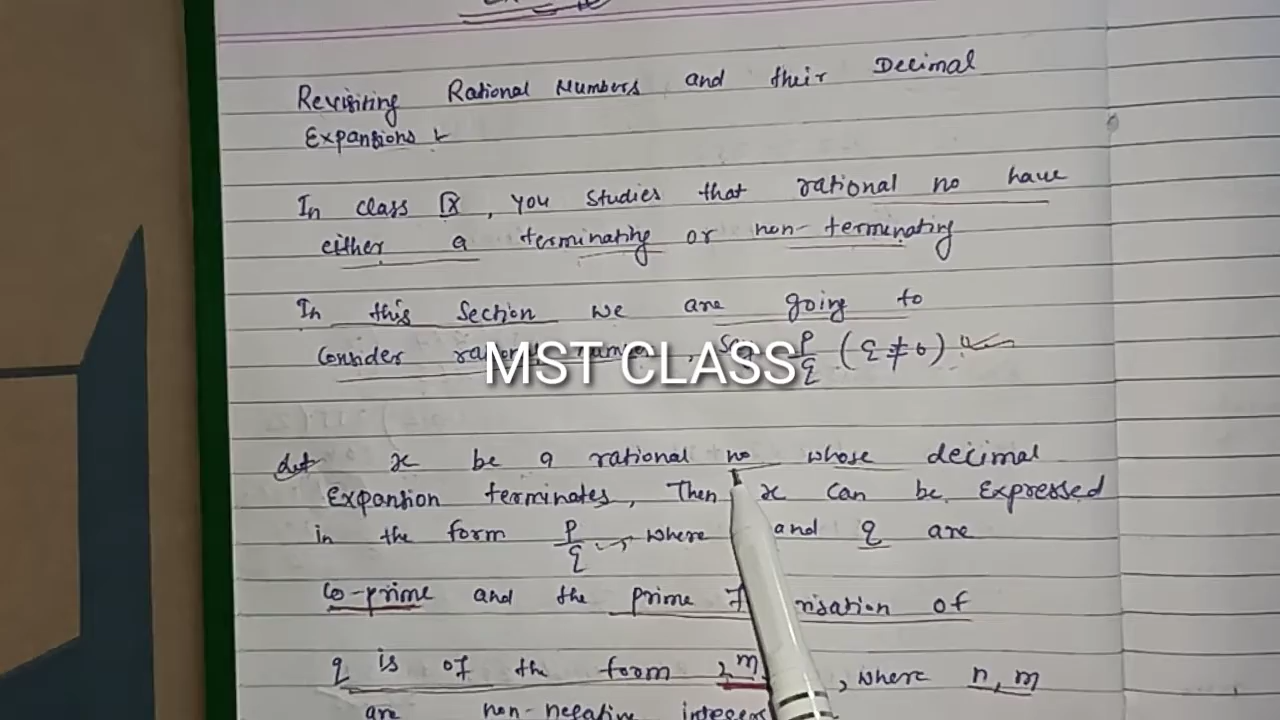 Revisiting Rational Numbers and their Decimal
Expansions
In class IX, you studies that rational no have
either a terminating or non-terminating
In this Section we are going to
Consider , p/q (q≠0)
MST CLASS
Let x be a rational no whose decimal
Expansion terminates, Then x can be Expressed
in the form p/q where and q are
Co-prime and the prime of
q is of the form 2^m , where n, m
are non-negative integers